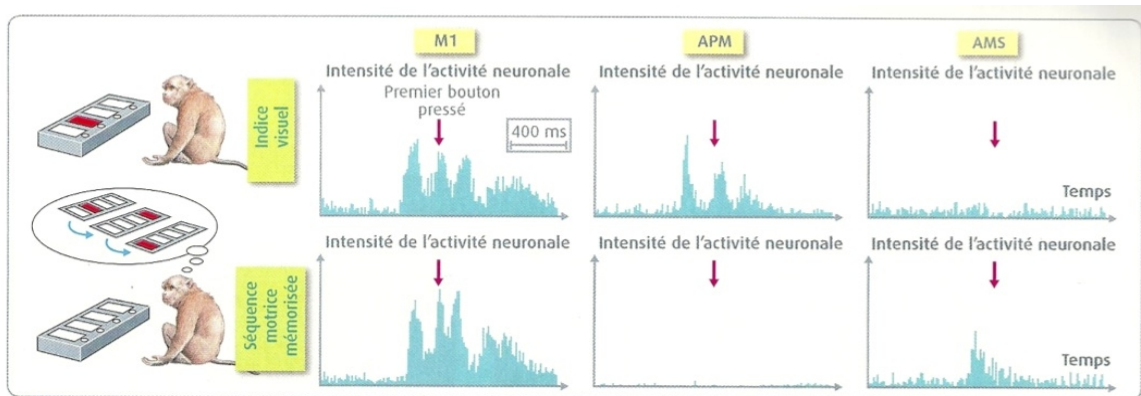 M1
APM
AMS
Intensité de l'activité neuronale
Intensité de l'activité neuronale
Intensité de l'activité neuronale
Premier bouton
pressé
400 ms
Indice
visuel
Temps
Intensité de l'activité neuronale
Intensité de l'activité neuronale
Intensité de l'activité neuronale
Séquence
motrice
mémorisée
Temps